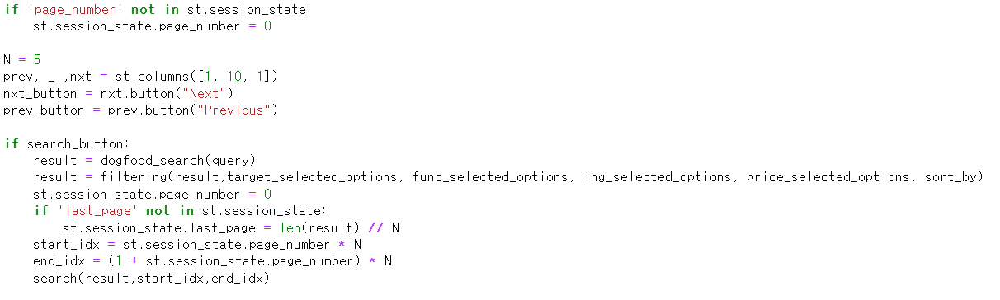 if 'page_number' not in st.session_state:
    st.session_state.page_number = 0

N = 5
prev, _ ,nxt = st.columns([1, 10, 1])
nxt_button = nxt.button("Next")
prev_button = prev.button("Previous")

if search_button:
    result = dogfood_search(query)
    result = filtering(result,target_selected_options, func_selected_options, ing_selected_options, price_selected_options, sort_by)
    st.session_state.page_number = 0
    if 'last_page' not in st.session_state:
        st.session_state.last_page = len(result) // N
    start_idx = st.session_state.page_number * N
    end_idx = (1 + st.session_state.page_number) * N
    search(result,start_idx,end_idx)